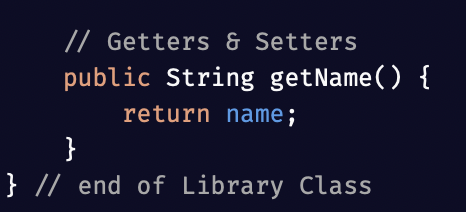 // Getters & Setters
public String getName() {
return name;
}
} // end of Library Class